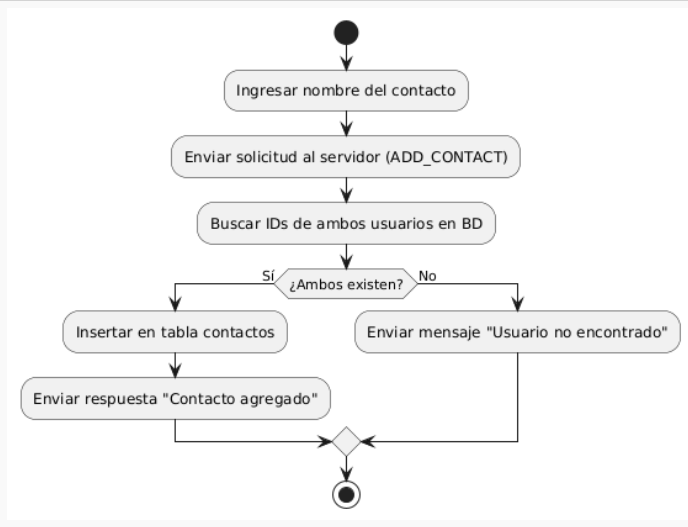 Ingresar nombre del contacto
Enviar solicitud al servidor (ADD_CONTACT)
Buscar IDs de ambos usuarios en BD
Sí
¿Ambos existen?
No
Insertar en tabla contactos
Enviar mensaje "Usuario no encontrado"
Enviar respuesta "Contacto agregado"